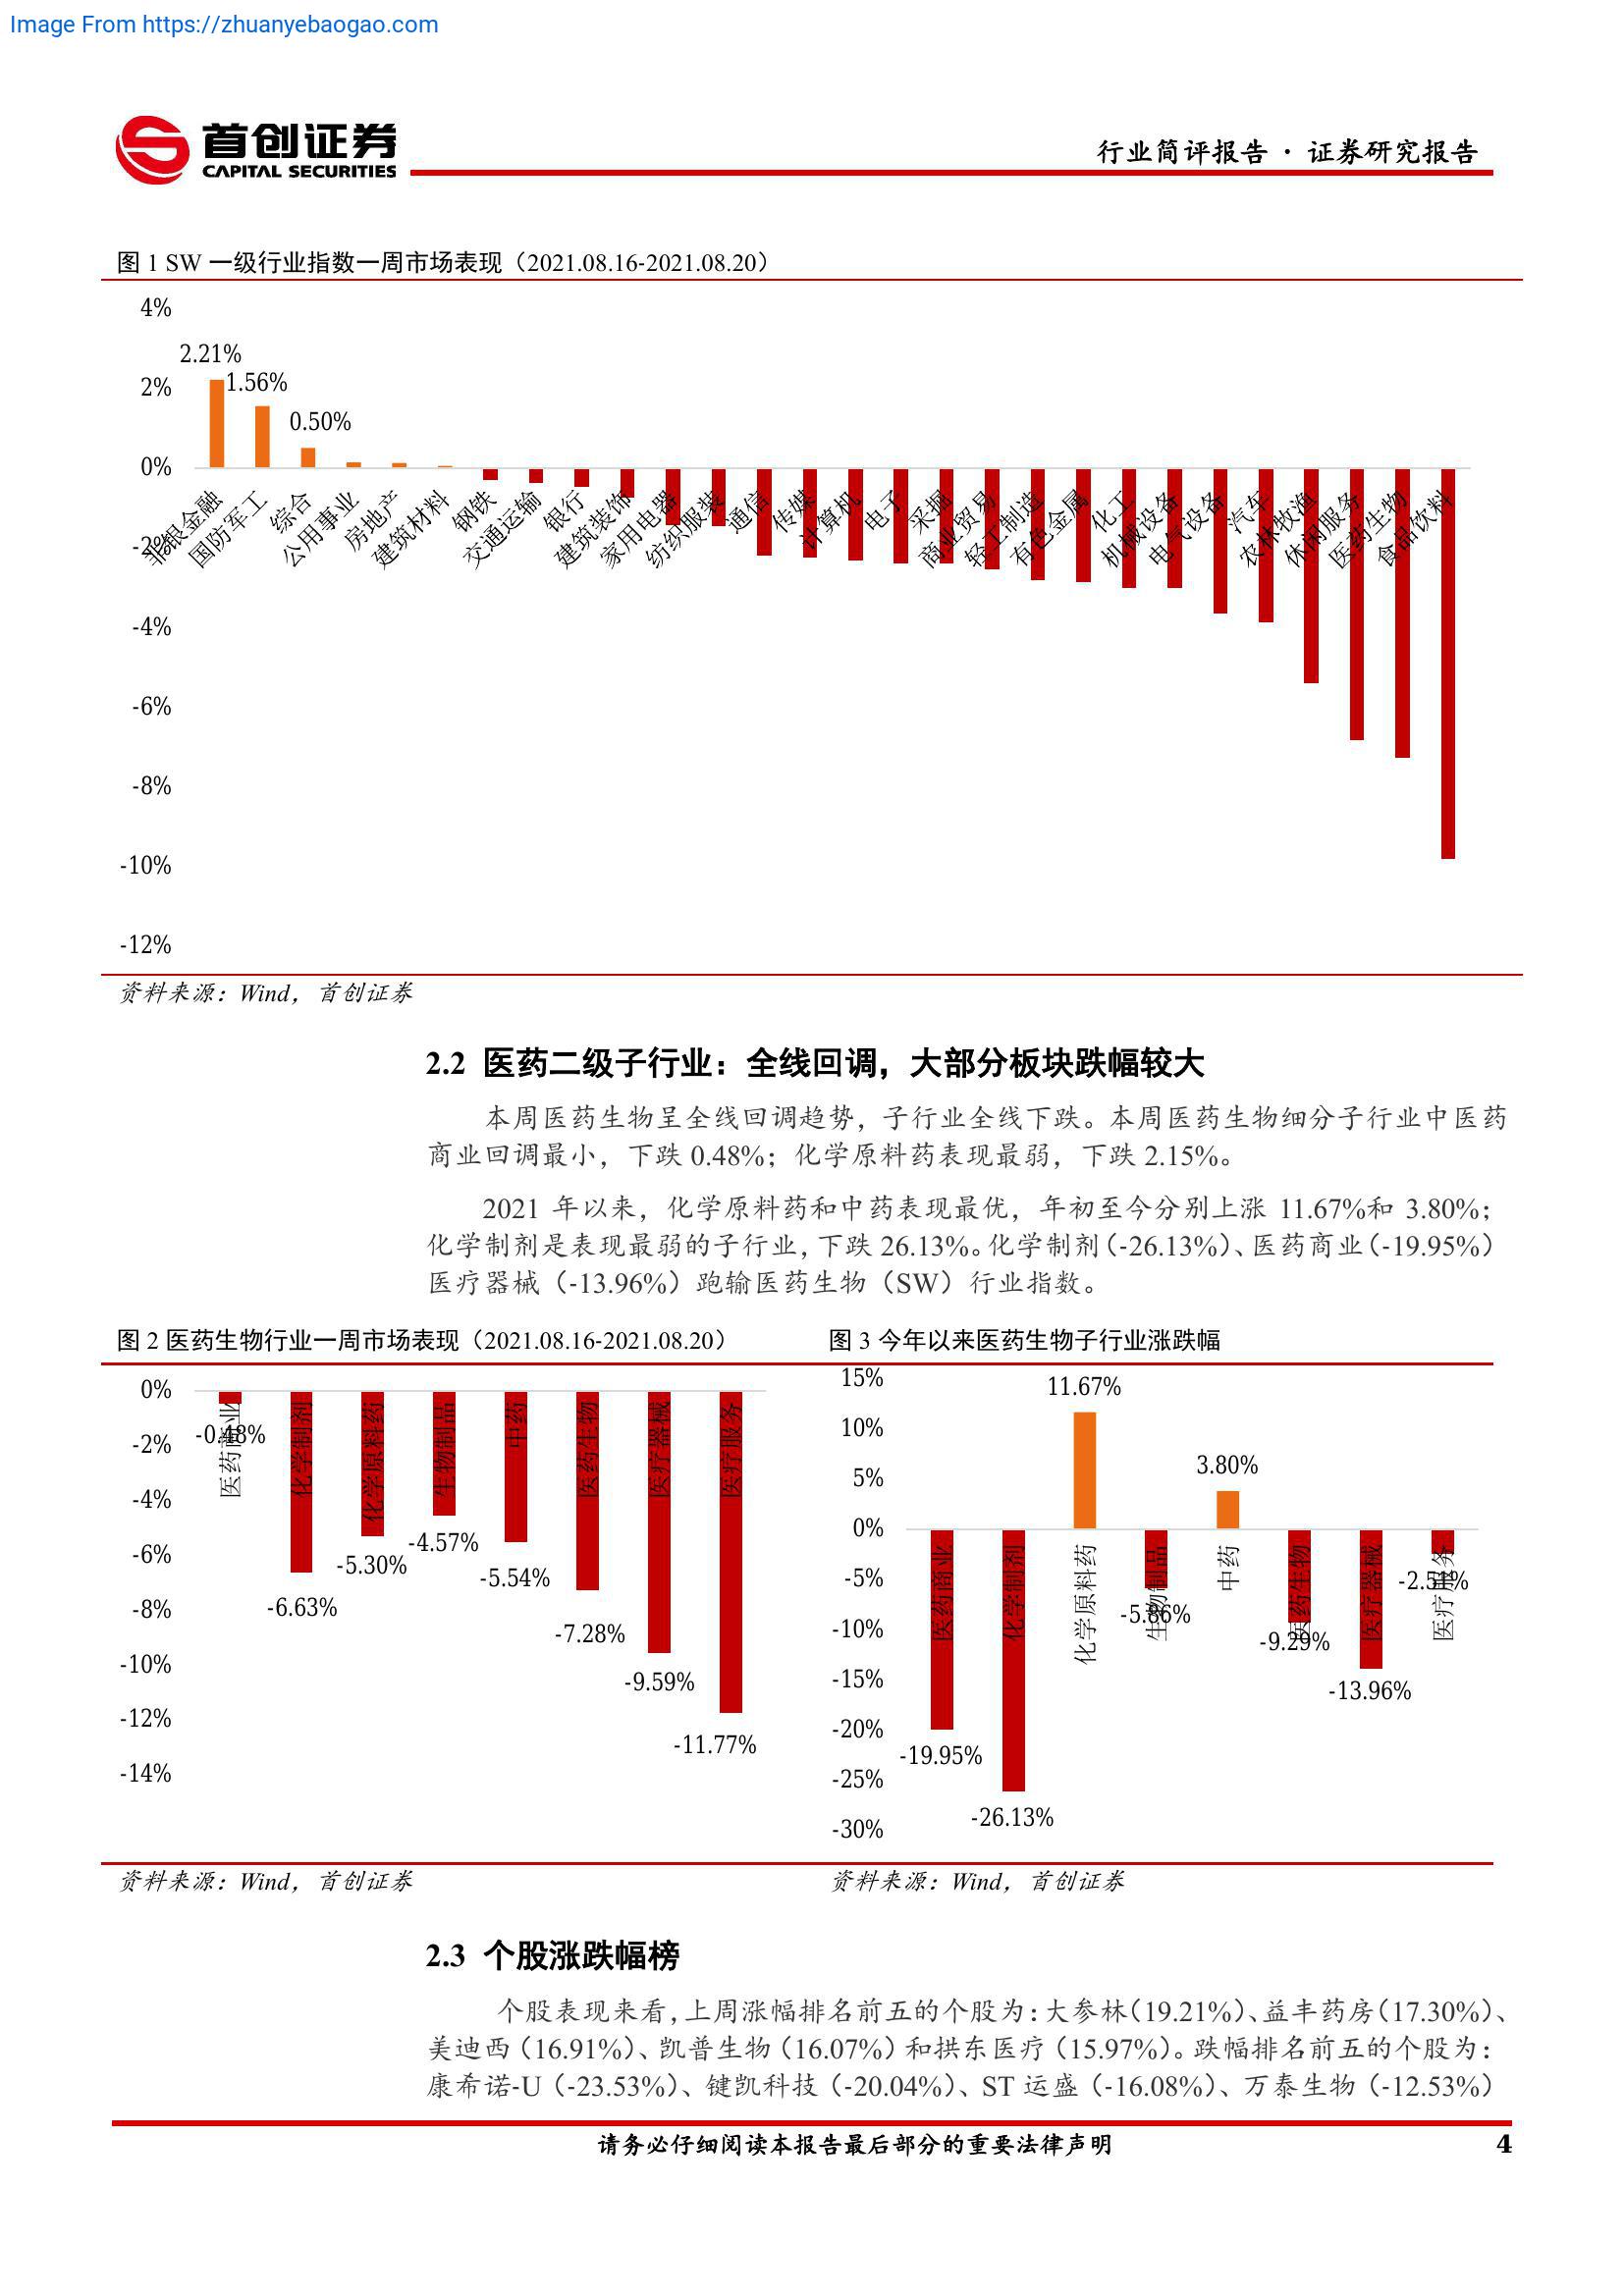 Image From https://zhuanyebaogao.com
首创证券
CAPITAL SECURITIES
行业简评报告 · 证券研究报告
图 1 SW 一级行业指数一周市场表现（2021.08.16-2021.08.20）
4%
2%
0%
-2%
-4%
-6%
-8%
-10%
-12%
2.21%
1.56%
0.50%
非银金融
国防军工
综合
公用事业
房地产
建筑材料
钢铁
交通运输
银行
建筑装饰
家用电器
纺织服装
通信
传媒
计算机
电子
采掘
商业贸易
轻工制造
有色金属
化工
机械设备
电气设备
汽车
农林牧渔
休闲服务
医药生物
食品饮料
资料来源：Wind，首创证券
2.2 医药二级子行业：全线回调，大部分板块跌幅较大
本周医药生物呈全线回调趋势，子行业全线下跌。本周医药生物细分子行业中医药
商业回调最小，下跌 0.48%；化学原料药表现最弱，下跌 2.15%。
2021 年以来，化学原料药和中药表现最优，年初至今分别上涨 11.67%和 3.80%；
化学制剂是表现最弱的子行业，下跌 26.13%。化学制剂（-26.13%）、医药商业（-19.95%）
医疗器械（-13.96%）跑输医药生物（SW）行业指数。
图 2 医药生物行业一周市场表现（2021.08.16-2021.08.20）
0%
-2%
-4%
-6%
-8%
-10%
-12%
-14%
医药商业
化学制剂
化学原料药
生物制品
中药
医药生物
医疗器械
医疗服务
-0.48%
-6.63%
-5.30%
-4.57%
-5.54%
-7.28%
-9.59%
-11.77%
资料来源：Wind，首创证券
图 3 今年以来医药生物子行业涨跌幅
15%
10%
5%
0%
-5%
-10%
-15%
-20%
-25%
-30%
医药商业
化学制剂
化学原料药
生物制品
中药
医药生物
医疗器械
医疗服务
-19.95%
-26.13%
11.67%
-5.86%
3.80%
-9.29%
-13.96%
-2.51%
资料来源：Wind，首创证券
2.3 个股涨跌幅榜
个股表现来看，上周涨幅排名前五的个股为：大参林（19.21%）、益丰药房（17.30%）、
美迪西（16.91%）、凯普生物（16.07%）和拱东医疗（15.97%）。跌幅排名前五的个股为：
康希诺-U（-23.53%）、键凯科技（-20.04%）、ST 运盛（-16.08%）、万泰生物（-12.53%）
请务必仔细阅读本报告最后部分的重要法律声明
4